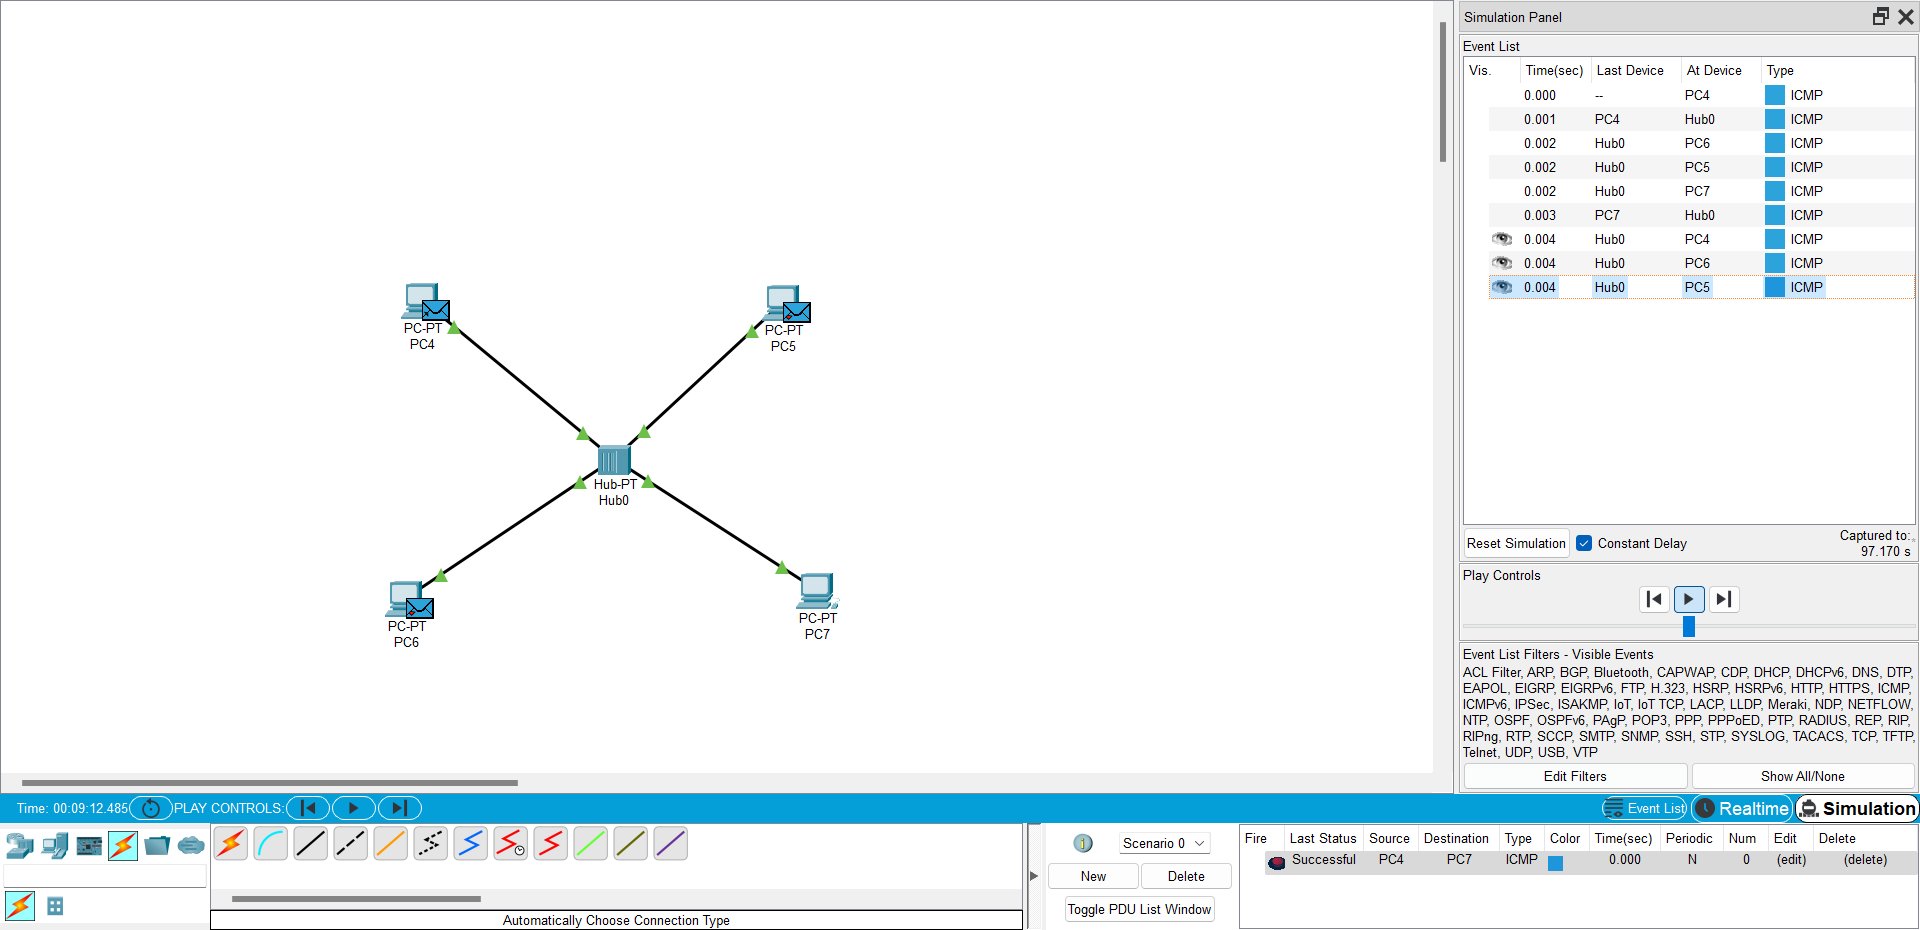 Simulation Panel
Event List
Vis. Time(sec) Last Device At Device Type
0.000 -- PC4 ICMP
0.001 PC4 Hub0 ICMP
0.002 Hub0 PC6 ICMP
0.002 Hub0 PC5 ICMP
0.002 Hub0 PC7 ICMP
0.003 PC7 Hub0 ICMP
0.004 Hub0 PC4 ICMP
0.004 Hub0 PC6 ICMP
0.004 Hub0 PC5 ICMP
PC-PT
PC4
PC-PT
PC5
Hub-PT
Hub0
PC-PT
PC6
PC-PT
PC7
Reset Simulation Constant Delay Captured to:
97.170 s
Play Controls
Event List Filters - Visible Events
ACL Filter, ARP, BGP, Bluetooth, CAPWAP, CDP, DHCP, DHCPv6, DNS, DTP,
EAPOL, EIGRP, EIGRPv6, FTP, H.323, HSRP, HSRPv6, HTTP, HTTPS, ICMP,
ICMPv6, IPSec, ISAKMP, IoT, IoT TCP, LACP, LLDP, Meraki, NDP, NETFLOW,
NTP, OSPF, OSPFv6, PAgP, POP3, PPP, PPPoED, PTP, RADIUS, REP, RIP,
RIPng, RTP, SCCP, SMTP, SNMP, SSH, STP, SYSLOG, TACACS, TCP, TFTP,
Telnet, UDP, USB, VTP
Edit Filters Show All/None
Time: 00:09:12.485 PLAY CONTROLS: Event List Realtime Simulation
Scenario 0
New Delete
Toggle PDU List Window
Fire Last Status Source Destination Type Color Time(sec) Periodic Num Edit Delete
Successful PC4 PC7 ICMP 0.000 N 0 (edit) (delete)
Automatically Choose Connection Type